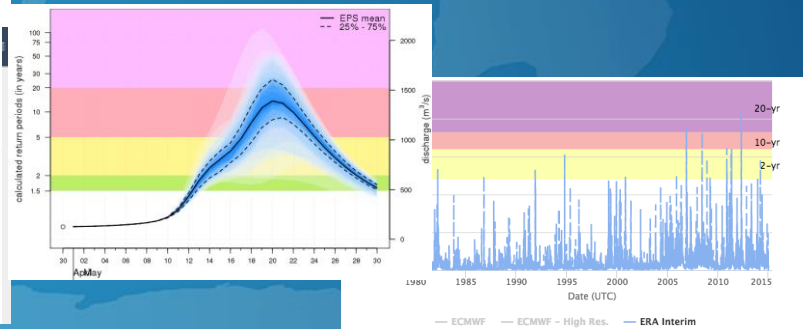 EPS mean
25% - 75%
calculated return periods (in years)
100
75
50
30
20
10
5
2
1.5
2000
1500
1000
500
0
discharge (m³/s)
30 02 04 06 08 10 12 14 16 18 20 22 24 26 28 30
AprMay
20-yr
10-yr
2-yr
1980 1985 1990 1995 2000 2005 2010 2015
Date (UTC)
ECMWF ECMWF - High Res. ERA Interim